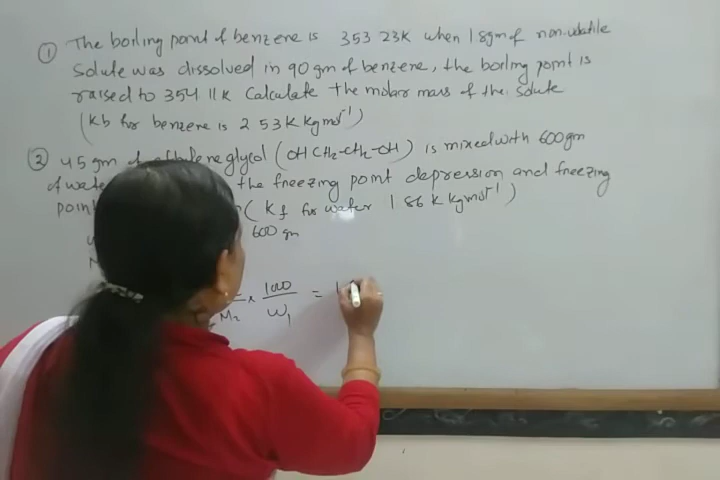 ① The boiling point of benzene is 353 23K when 1 8gm of non-volatile
Solute was dissolved in 90 gm of benzene, the boiling point is
raised to 354 11K Calculate the molar mass of the solute
(Kb for benzene is 2 53K Kg mol⁻¹)
② 45 gm of ethylene glycol (OH CH₂-CH₂-OH) is mixed with 600gm
of water the freezing point depression and freezing
point (Kf for water 1 86 K Kg mol⁻¹)
600 gm
M₂ × 1000/W₁ = 1